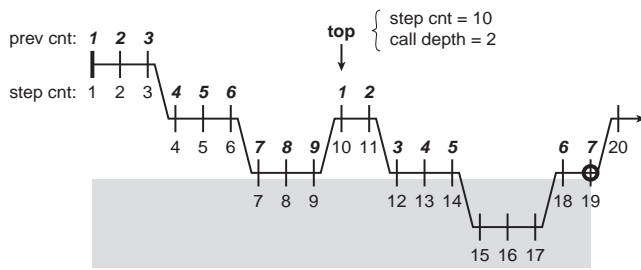 prev cnt: 1 2 3
top
step cnt = 10
call depth = 2
step cnt: 1 2 3
4 5 6
1 2
4 5 6
10 11
7 8 9
3 4 5
6 7
20
7 8 9
12 13 14
18 19
15 16 17